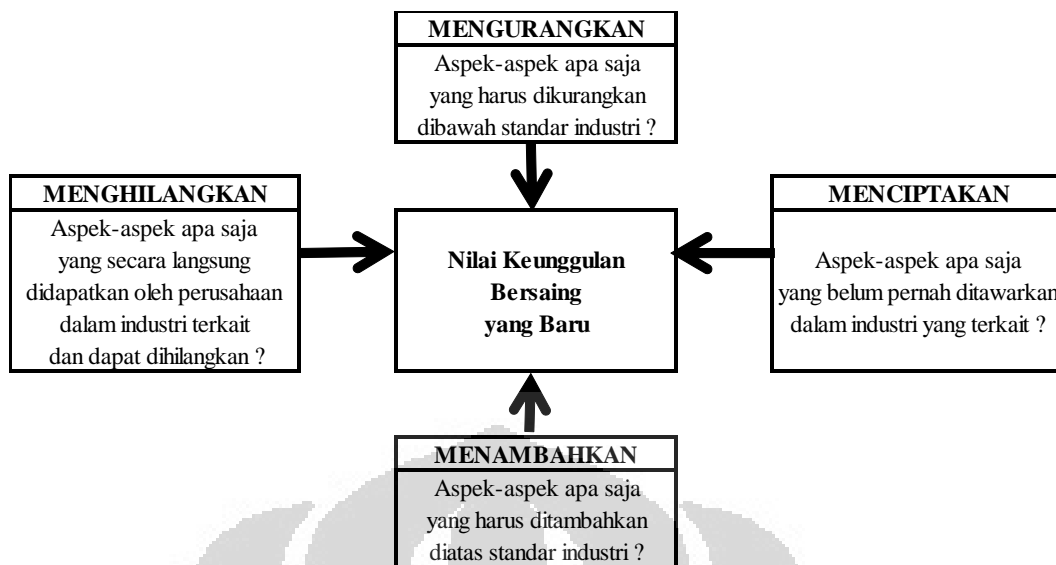 MENGURANGKAN
Aspek-aspek apa saja
yang harus dikurangkan
dibawah standar industri ?
MENGHILANGKAN
Aspek-aspek apa saja
yang secara langsung
didapatkan oleh perusahaan
dalam industri terkait
dan dapat dihilangkan ?
Nilai Keunggulan
Bersaing
yang Baru
MENCIPTAKAN
Aspek-aspek apa saja
yang belum pernah ditawarkan
dalam industri yang terkait ?
MENAMBAHKAN
Aspek-aspek apa saja
yang harus ditambahkan
diatas standar industri ?